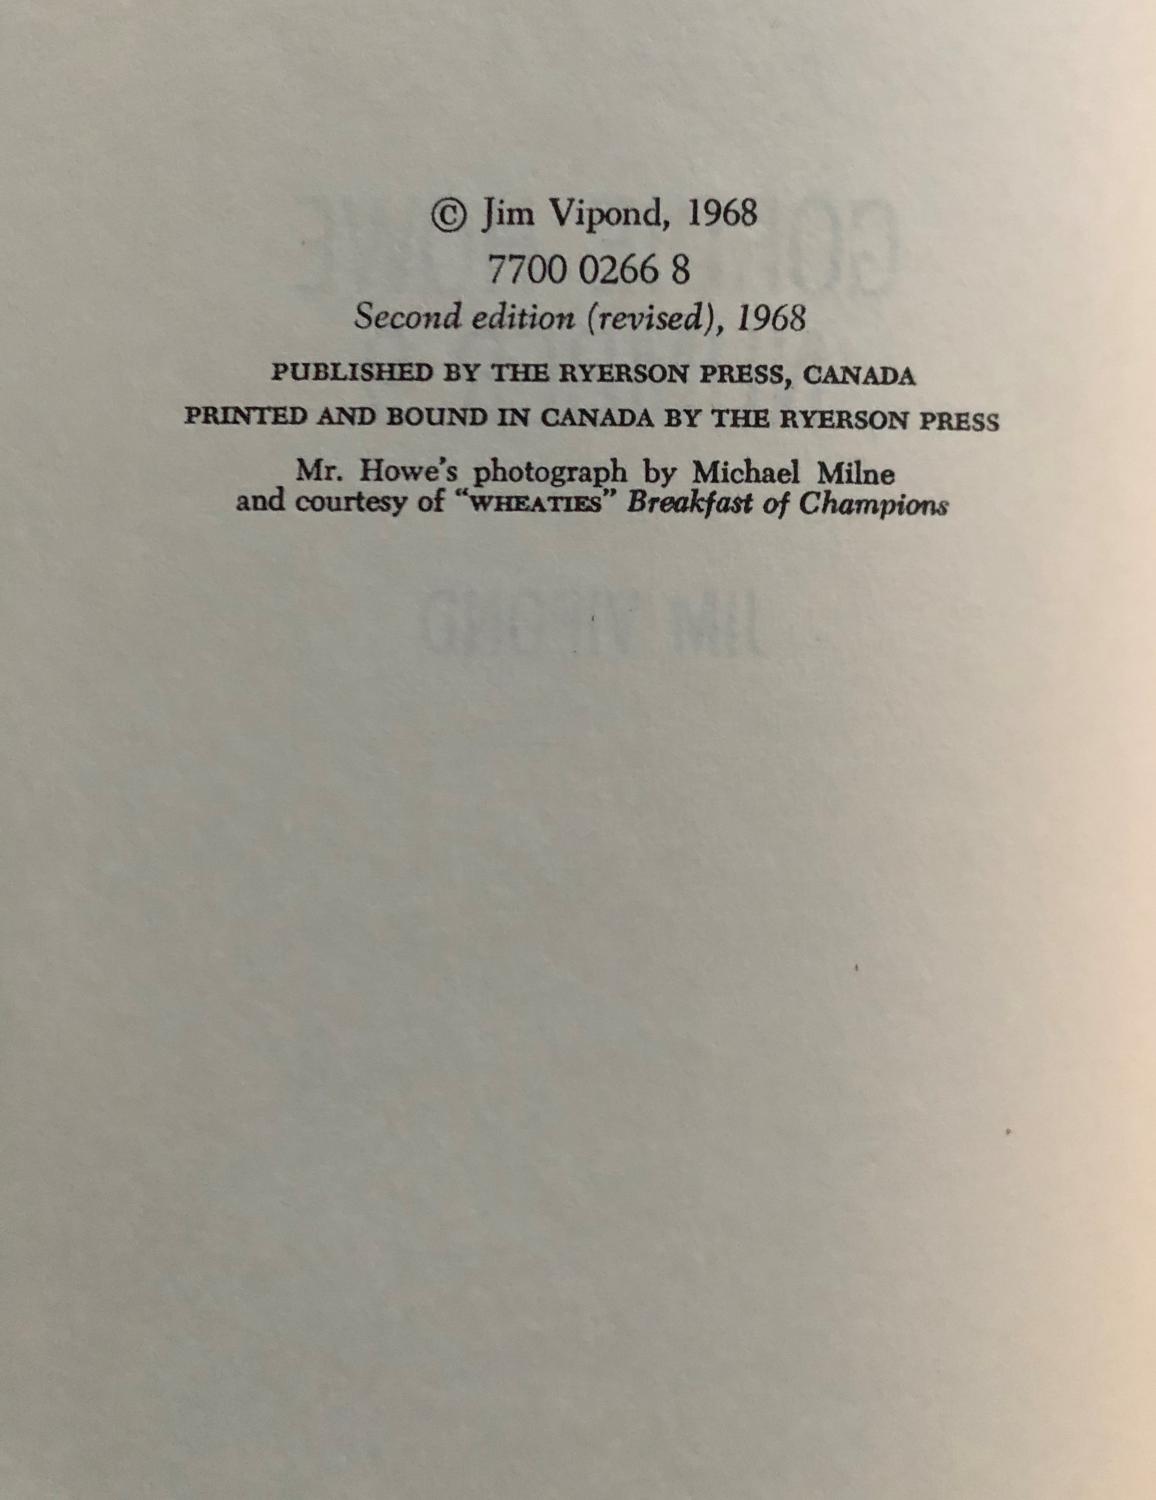 © Jim Vipond, 1968
7700 0266 8
Second edition (revised), 1968
PUBLISHED BY THE RYERSON PRESS, CANADA
PRINTED AND BOUND IN CANADA BY THE RYERSON PRESS
Mr. Howe's photograph by Michael Milne
and courtesy of “WHEATIES” Breakfast of Champions
JIM VIPOND